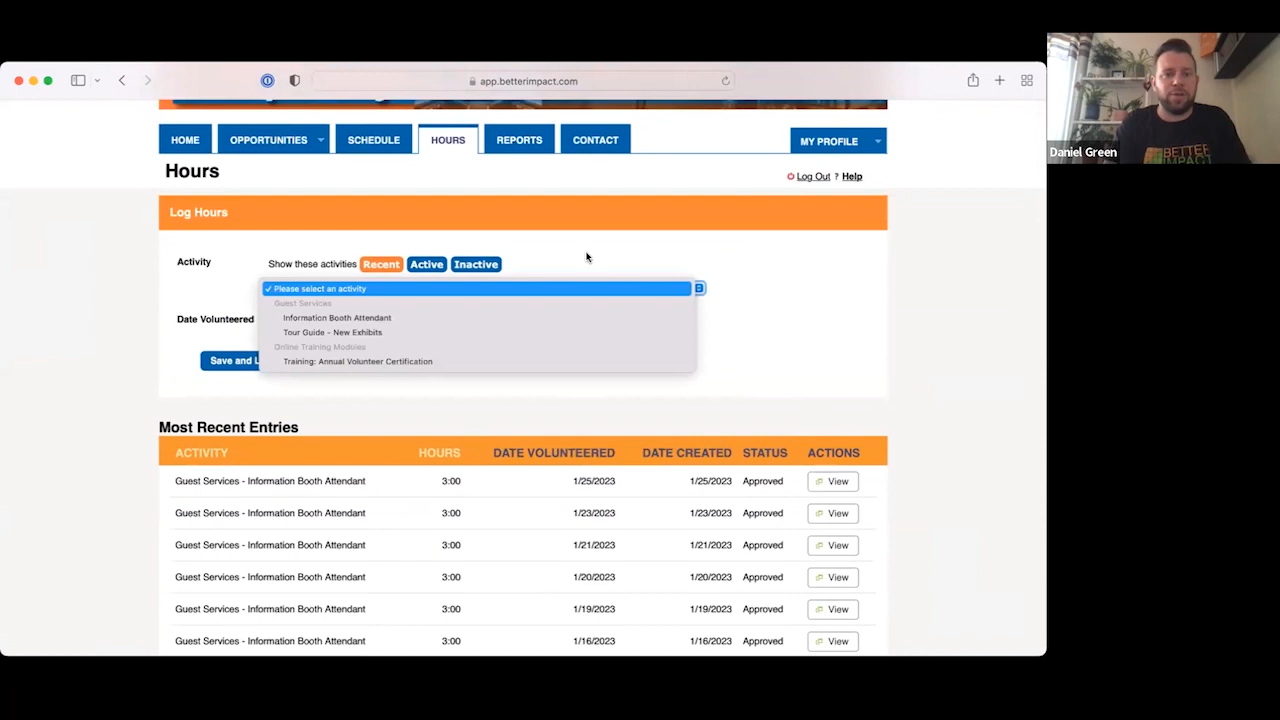 app.betterimpact.com
HOME OPPORTUNITIES SCHEDULE HOURS REPORTS CONTACT MY PROFILE
Hours
Log Out ? Help
Log Hours
Activity Show these activities Recent Active Inactive
✓ Please select an activity
Guest Services
Information Booth Attendant
Date Volunteered
Tour Guide - New Exhibits
Online Training Modules
Save and L
Training: Annual Volunteer Certification
Most Recent Entries
ACTIVITY HOURS DATE VOLUNTEERED DATE CREATED STATUS ACTIONS
Guest Services - Information Booth Attendant 3:00 1/25/2023 1/25/2023 Approved View
Guest Services - Information Booth Attendant 3:00 1/23/2023 1/23/2023 Approved View
Guest Services - Information Booth Attendant 3:00 1/21/2023 1/21/2023 Approved View
Guest Services - Information Booth Attendant 3:00 1/20/2023 1/20/2023 Approved View
Guest Services - Information Booth Attendant 3:00 1/19/2023 1/19/2023 Approved View
Guest Services - Information Booth Attendant 3:00 1/16/2023 1/16/2023 Approved View
Daniel Green
BETTER
IMPACT